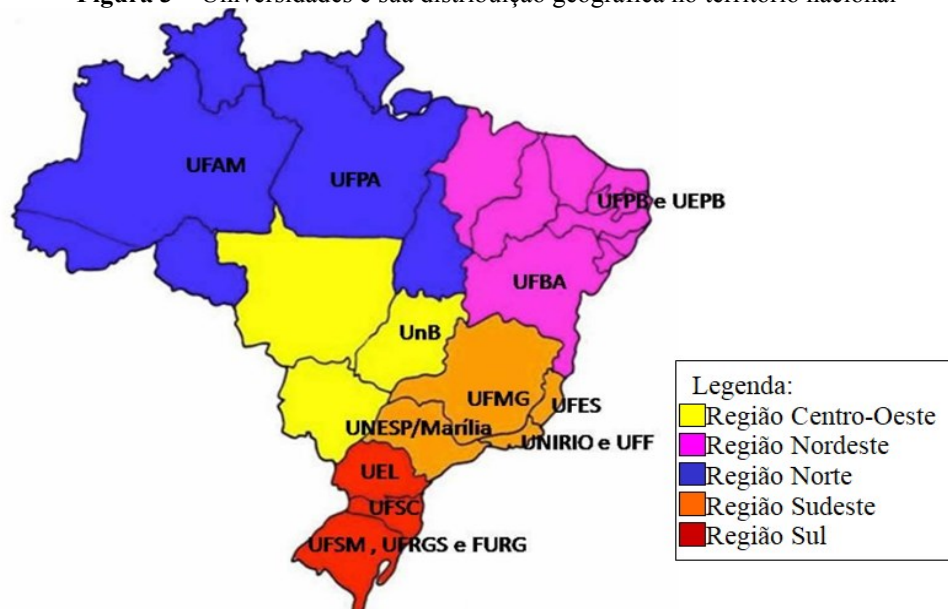 Figura 3 – Universidades e sua distribuição geográfica no território nacional
UFAM
UFPA
UFPB e UEPB
UFBA
UnB
UFMG
UFES
UNESP/Marília
UNIRIO e UFF
UEL
UFSC
UFSM , UFRGS e FURG
Legenda:
Região Centro-Oeste
Região Nordeste
Região Norte
Região Sudeste
Região Sul